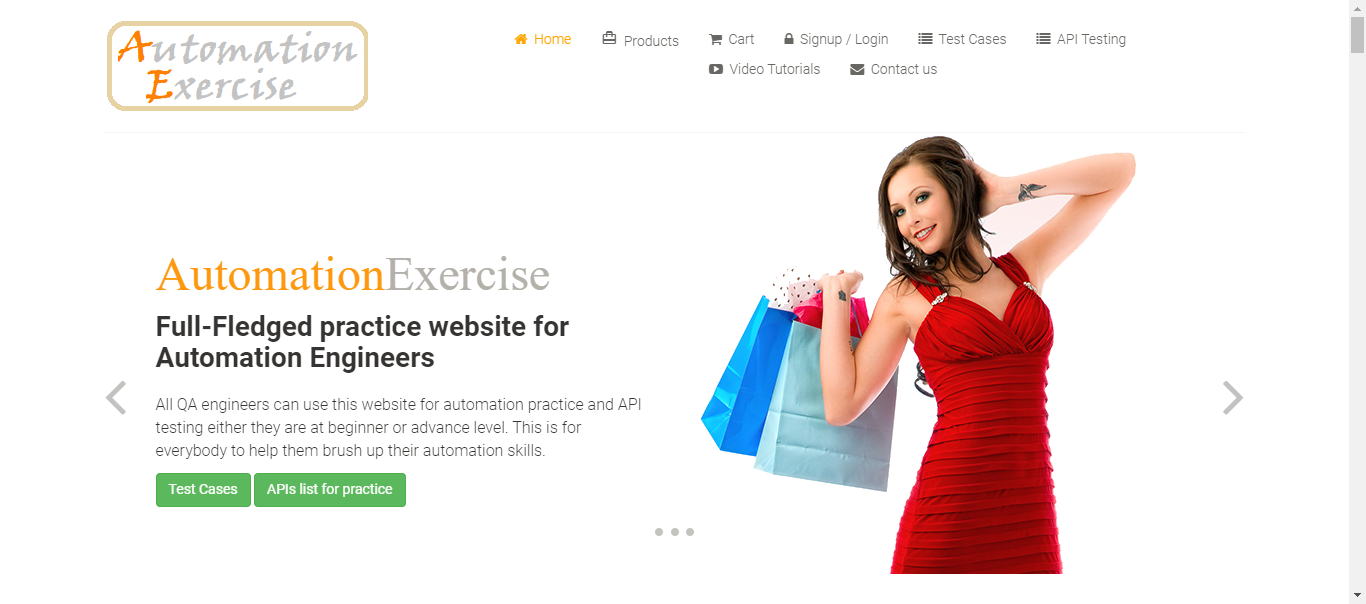 Automation
Exercise
Home Products Cart Signup / Login Test Cases API Testing
Video Tutorials Contact us
AutomationExercise
Full-Fledged practice website for
Automation Engineers
All QA engineers can use this website for automation practice and API
testing either they are at beginner or advance level. This is for
everybody to help them brush up their automation skills.
Test Cases APIs list for practice